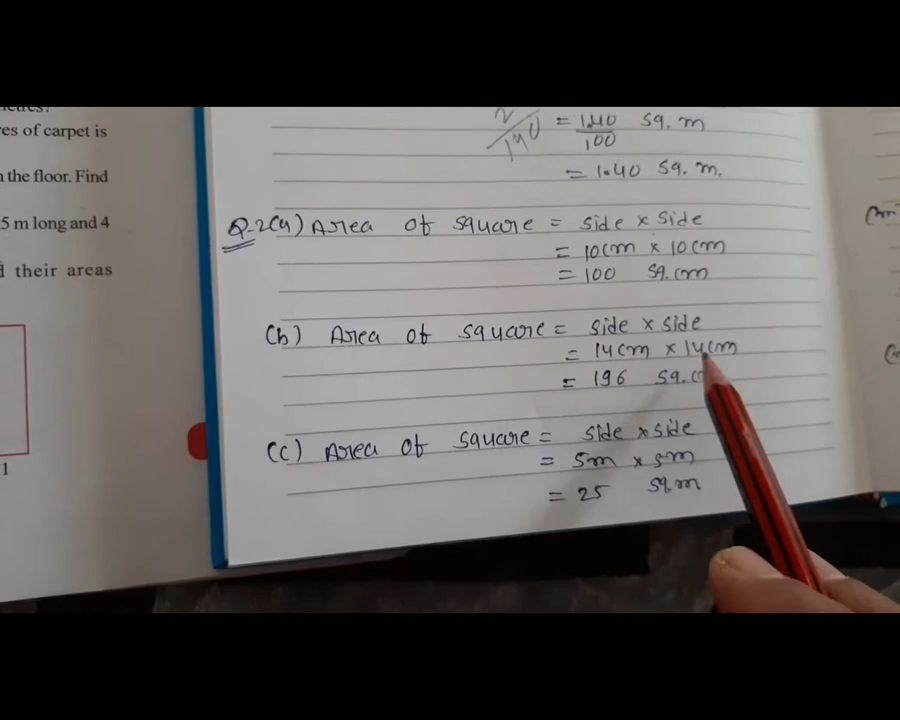 res of carpet is
the floor. Find
5 m long and 4
their areas
1
= 140/100 sq. m
= 1.40 sq. m.
Q-2(a) Area of square = side x side
= 10cm x 10cm
= 100 sq.cm
(b) Area of square = side x side
= 14cm x 14cm
= 196 sq.
(c) Area of square = side x side
= 5m x 5m
= 25 sq.m